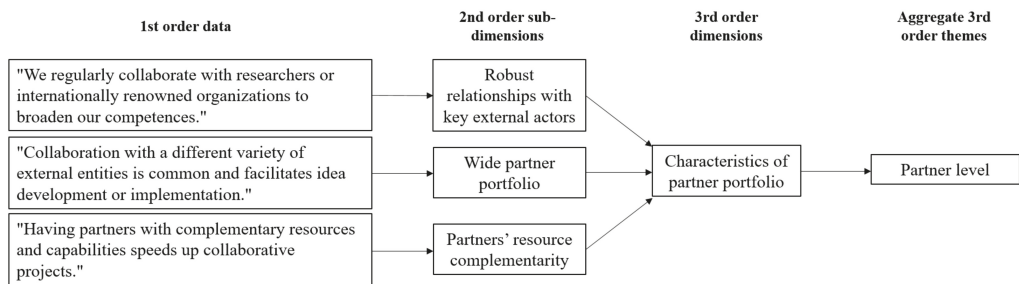 1st order data
2nd order sub-
dimensions
3rd order
dimensions
Aggregate 3rd
order themes
"We regularly collaborate with researchers or
internationally renowned organizations to
broaden our competences."
Robust
relationships with
key external actors
"Collaboration with a different variety of
external entities is common and facilitates idea
development or implementation."
Wide partner
portfolio
Characteristics of
partner portfolio
Partner level
"Having partners with complementary resources
and capabilities speeds up collaborative
projects."
Partners’ resource
complementarity